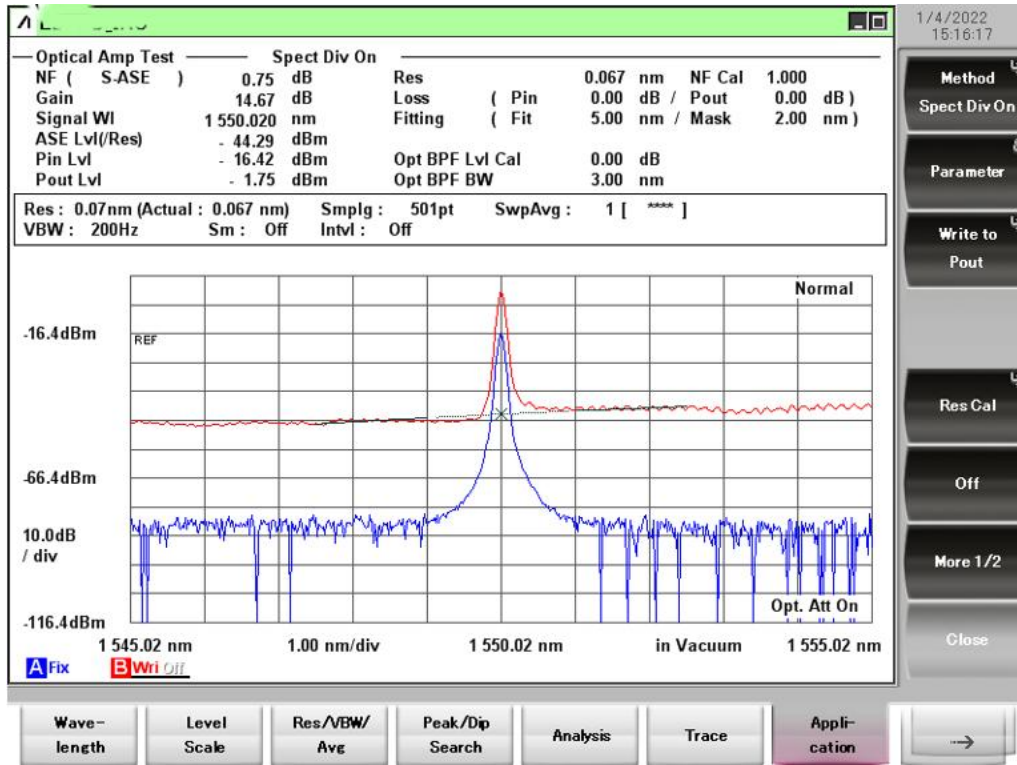 1/4/2022
15:16:17
Optical Amp Test Spect Div On
NF ( S-ASE ) 0.75 dB Res 0.067 nm NF Cal 1.000
Gain 14.67 dB Loss ( Pin 0.00 dB / Pout 0.00 dB )
Signal Wl 1 550.020 nm Fitting ( Fit 5.00 nm / Mask 2.00 nm )
ASE Lvl(/Res) - 44.29 dBm
Pin Lvl - 16.42 dBm Opt BPF Lvl Cal 0.00 dB
Pout Lvl - 1.75 dBm Opt BPF BW 3.00 nm
Res : 0.07nm (Actual : 0.067 nm) Smplg : 501pt SwpAvg : 1 [ **** ]
VBW : 200Hz Sm : Off Intvl : Off
Normal
-16.4dBm
REF
-66.4dBm
10.0dB
/ div
Opt. Att On
-116.4dBm
1 545.02 nm 1.00 nm/div 1 550.02 nm in Vacuum 1 555.02 nm
A Fix B Wri Off
Method
Spect Div On
Parameter
Write to
Pout
Res Cal
Off
More 1/2
Close
Wave-
length
Level
Scale
Res/VBW/
Avg
Peak/Dip
Search
Analysis
Trace
Appli-
cation
→